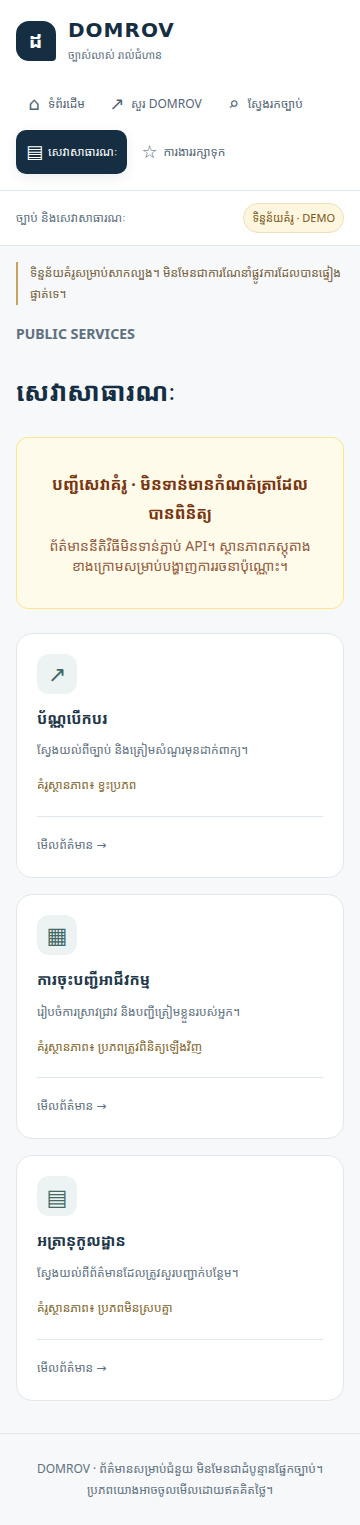 ដ
DOMROV
ច្បាស់លាស់ រាល់ជំហាន
ទំព័រដើម
សួរ DOMROV
ស្វែងរកច្បាប់
សេវាសាធារណៈ
ការងាររក្សាទុក
ច្បាប់ និងសេវាសាធារណៈ
ទិន្នន័យគំរូ · DEMO
ទិន្នន័យគំរូសម្រាប់សាកល្បង។ មិនមែនជាការណែនាំផ្លូវការដែលបានផ្ទៀង
ផ្ទាត់ទេ។
PUBLIC SERVICES
សេវាសាធារណៈ
បញ្ជីសេវាគំរូ · មិនទាន់មានកំណត់ត្រាដែល
បានពិនិត្យ
ព័ត៌មាននីតិវិធីមិនទាន់ភ្ជាប់ API។ ស្ថានភាពភស្តុតាង
ខាងក្រោមសម្រាប់បង្ហាញការរចនាប៉ុណ្ណោះ។
ប័ណ្ណបើកបរ
ស្វែងយល់ពីច្បាប់ និងត្រៀមសំណួរមុនដាក់ពាក្យ។
គំរូស្ថានភាព៖ ខ្វះប្រភព
មើលព័ត៌មាន →
ការចុះបញ្ជីអាជីវកម្ម
រៀបចំការស្រាវជ្រាវ និងបញ្ជីត្រៀមខ្លួនរបស់អ្នក។
គំរូស្ថានភាព៖ ប្រភពត្រូវពិនិត្យឡើងវិញ
មើលព័ត៌មាន →
អត្រានុកូលដ្ឋាន
ស្វែងយល់ពីព័ត៌មានដែលត្រូវសួរបញ្ជាក់បន្ថែម។
គំរូស្ថានភាព៖ ប្រភពមិនស្របគ្នា
មើលព័ត៌មាន →
DOMROV · ព័ត៌មានសម្រាប់ជំនួយ មិនមែនជាដំបូន្មានផ្នែកច្បាប់។
ប្រភពយោងអាចចូលមើលដោយឥតគិតថ្លៃ។